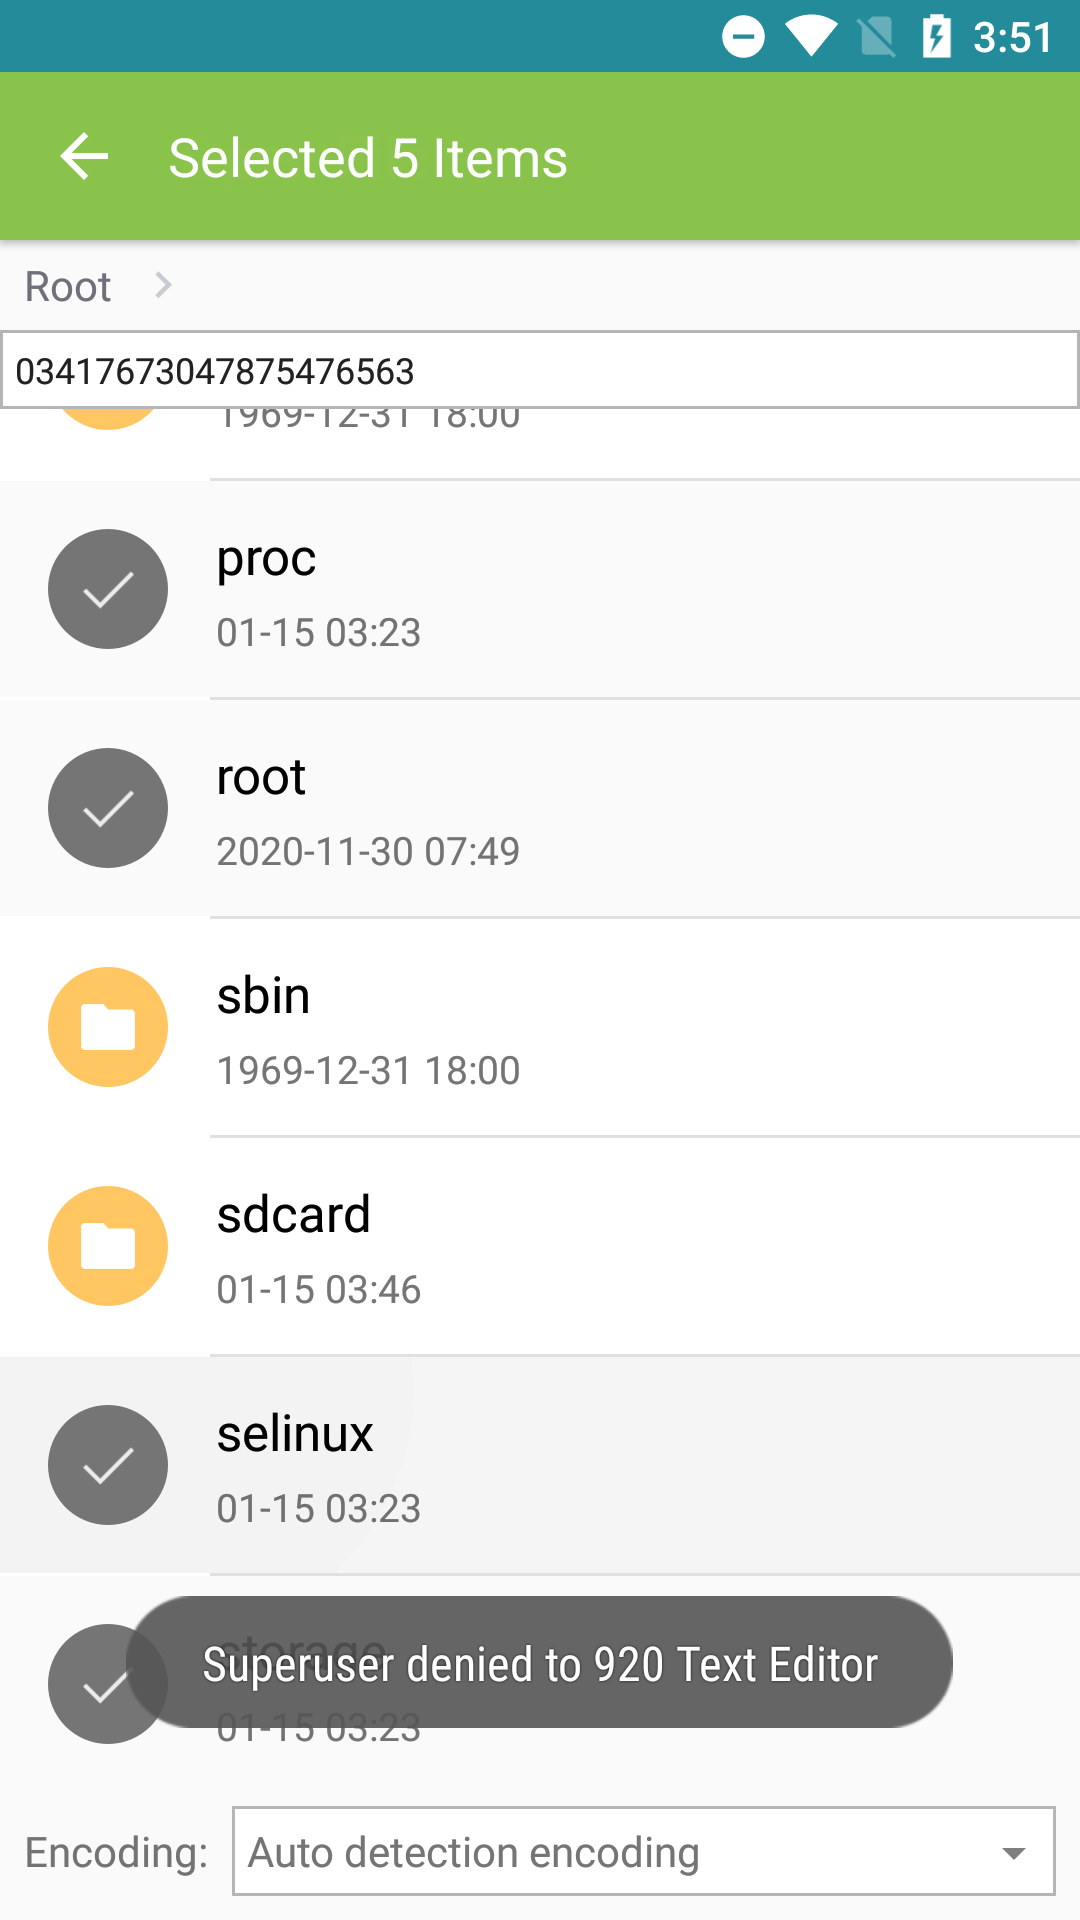 3:51
Selected 5 Items
Root
03417673047875476563
1969-12-31 18:00
proc
01-15 03:23
root
2020-11-30 07:49
sbin
1969-12-31 18:00
sdcard
01-15 03:46
selinux
01-15 03:23
storage
Superuser denied to 920 Text Editor
01-15 03:23
Encoding: Auto detection encoding